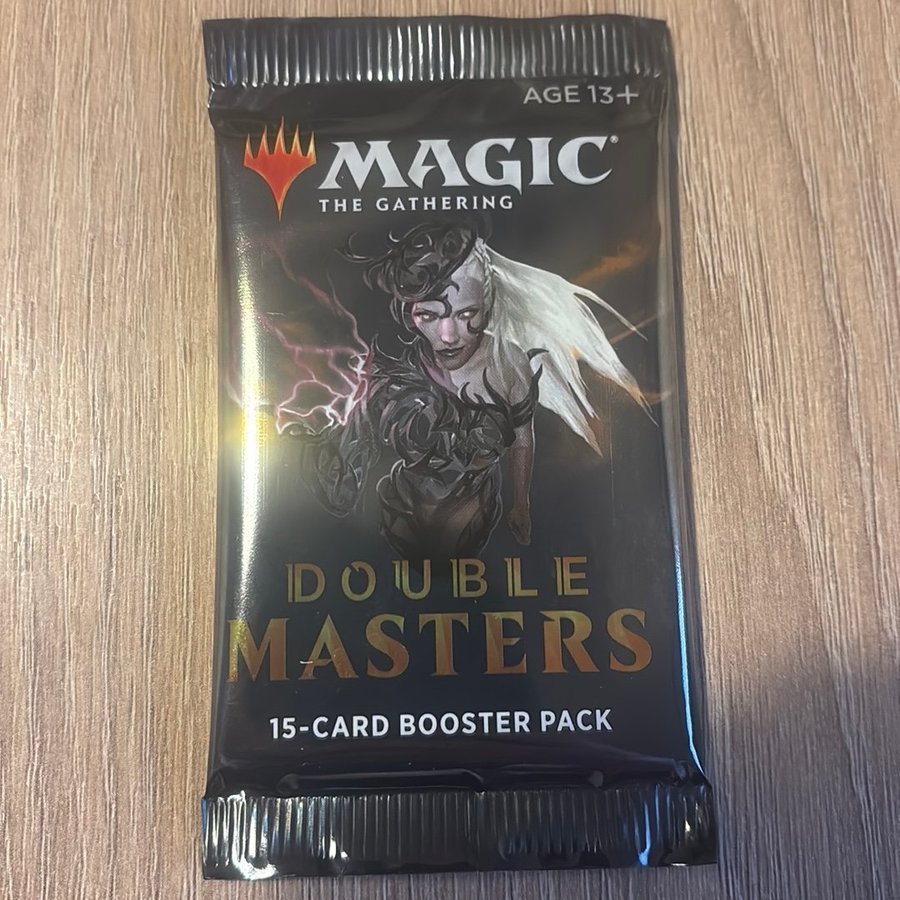 AGE 13+
MAGIC®
THE GATHERING
DOUBLE
MASTERS
15-CARD BOOSTER PACK